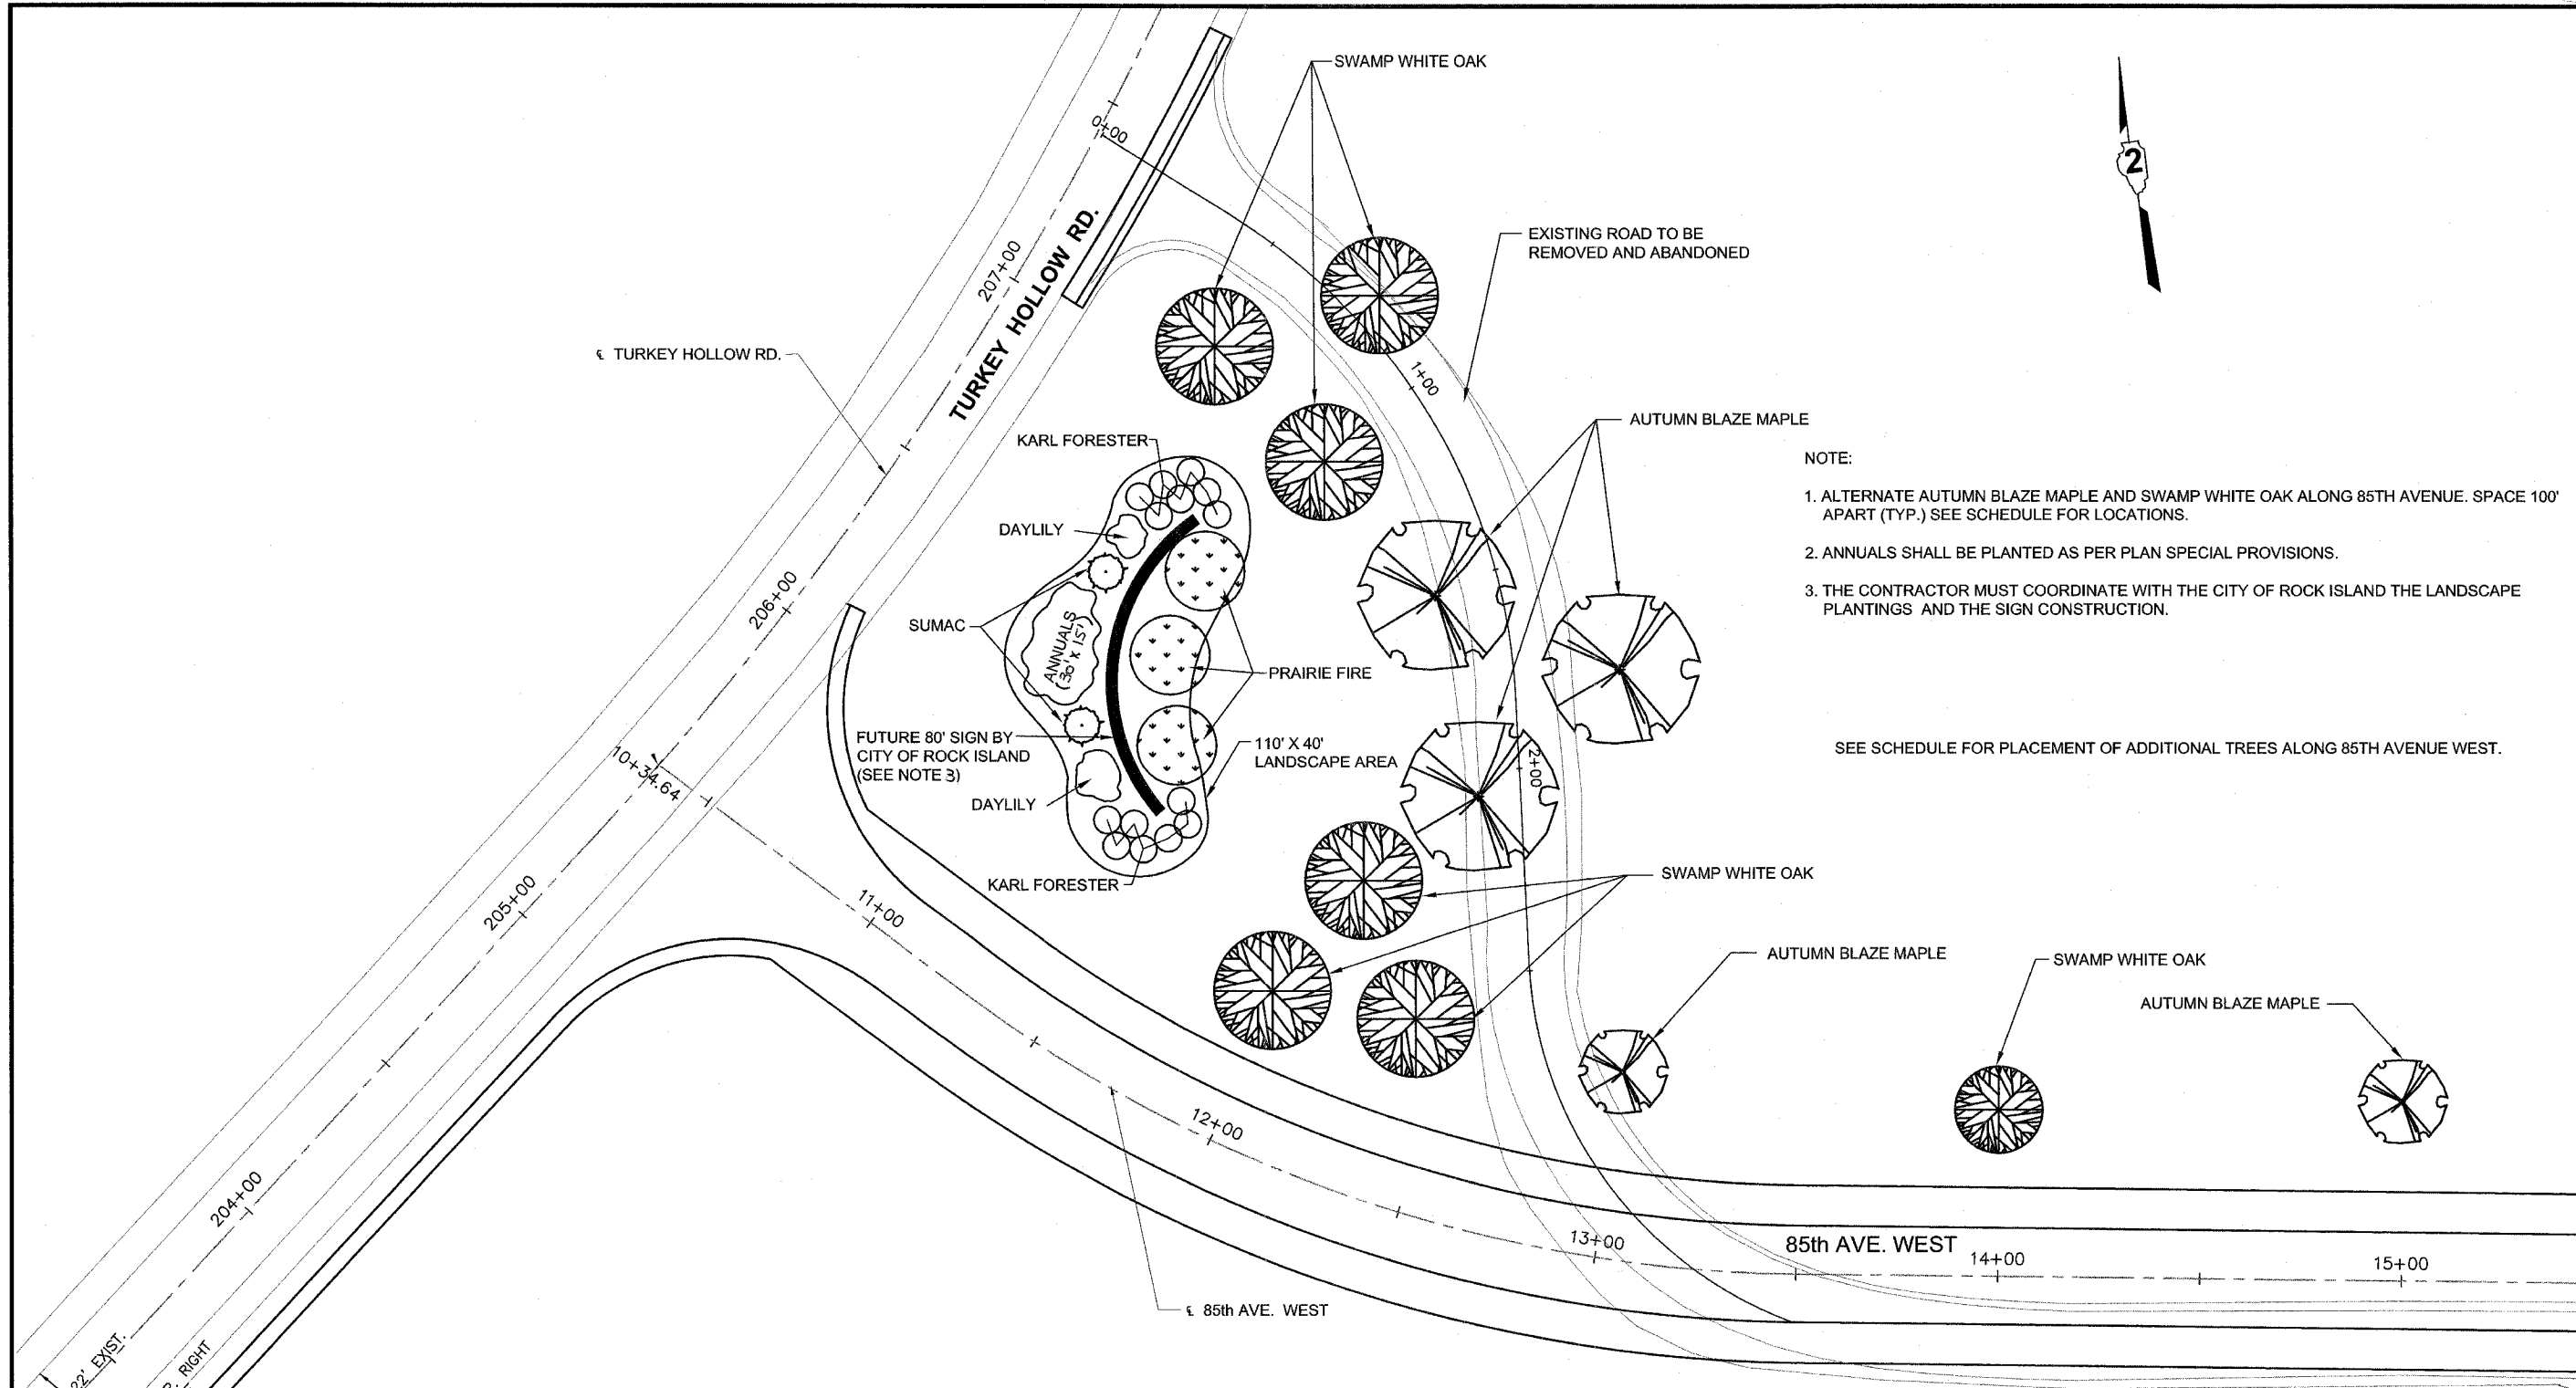 SWAMP WHITE OAK
0+00
2
EXISTING ROAD TO BE
REMOVED AND ABANDONED
TURKEY HOLLOW RD.
207+00
℄ TURKEY HOLLOW RD.
1+00
AUTUMN BLAZE MAPLE
KARL FORESTER
NOTE:
1. ALTERNATE AUTUMN BLAZE MAPLE AND SWAMP WHITE OAK ALONG 85TH AVENUE. SPACE 100'
APART (TYP.) SEE SCHEDULE FOR LOCATIONS.
2. ANNUALS SHALL BE PLANTED AS PER PLAN SPECIAL PROVISIONS.
3. THE CONTRACTOR MUST COORDINATE WITH THE CITY OF ROCK ISLAND THE LANDSCAPE
PLANTINGS AND THE SIGN CONSTRUCTION.
DAYLILY
206+00
SUMAC
ANNUALS
(30' X 15')
PRAIRIE FIRE
FUTURE 80' SIGN BY
CITY OF ROCK ISLAND
(SEE NOTE 3)
110' X 40'
LANDSCAPE AREA
2+00
SEE SCHEDULE FOR PLACEMENT OF ADDITIONAL TREES ALONG 85TH AVENUE WEST.
10+34.64
DAYLILY
KARL FORESTER
SWAMP WHITE OAK
205+00
11+00
AUTUMN BLAZE MAPLE
SWAMP WHITE OAK
AUTUMN BLAZE MAPLE
12+00
204+00
13+00
85th AVE. WEST
14+00
15+00
℄ 85th AVE. WEST
22' EXIST.
RIGHT